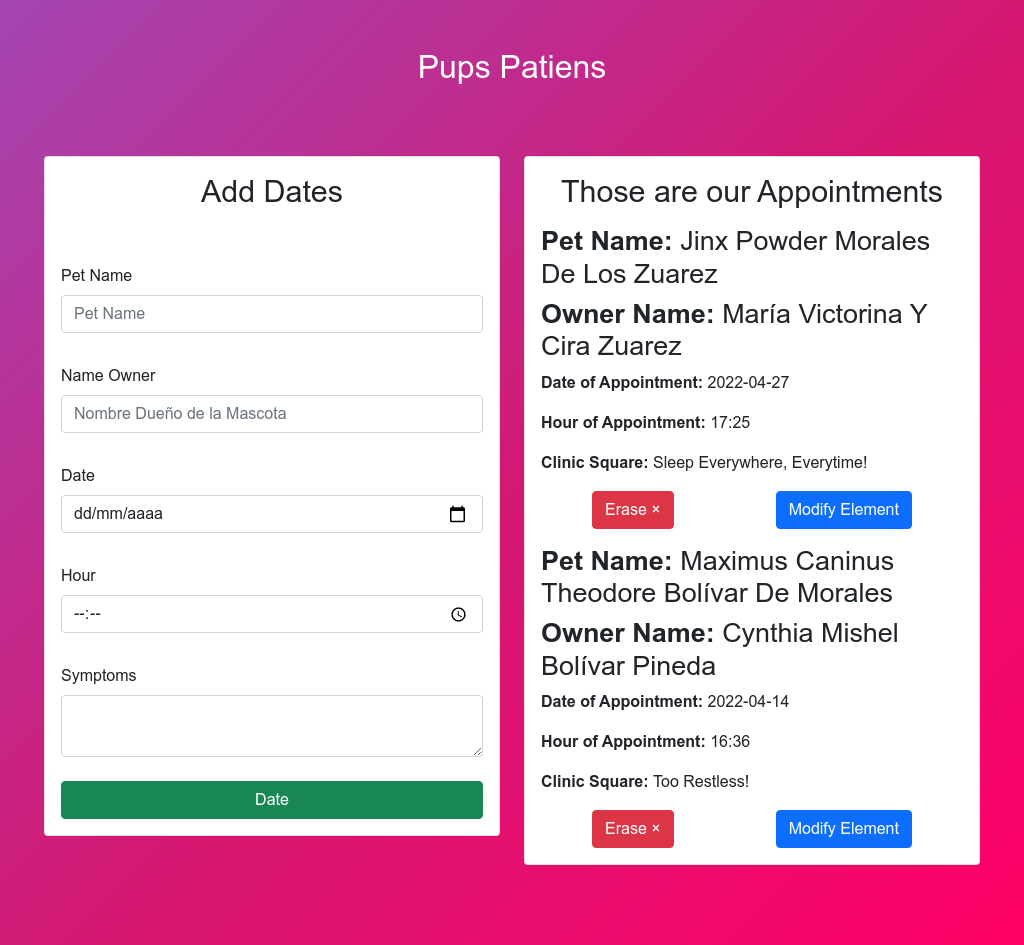 Pups Patiens
Add Dates
Pet Name
Pet Name
Name Owner
Nombre Dueño de la Mascota
Date
dd/mm/aaaa
Hour
--:--
Symptoms
Date
Those are our Appointments
Pet Name: Jinx Powder Morales
De Los Zuarez
Owner Name: María Victorina Y
Cira Zuarez
Date of Appointment: 2022-04-27
Hour of Appointment: 17:25
Clinic Square: Sleep Everywhere, Everytime!
Erase × Modify Element
Pet Name: Maximus Caninus
Theodore Bolívar De Morales
Owner Name: Cynthia Mishel
Bolívar Pineda
Date of Appointment: 2022-04-14
Hour of Appointment: 16:36
Clinic Square: Too Restless!
Erase × Modify Element